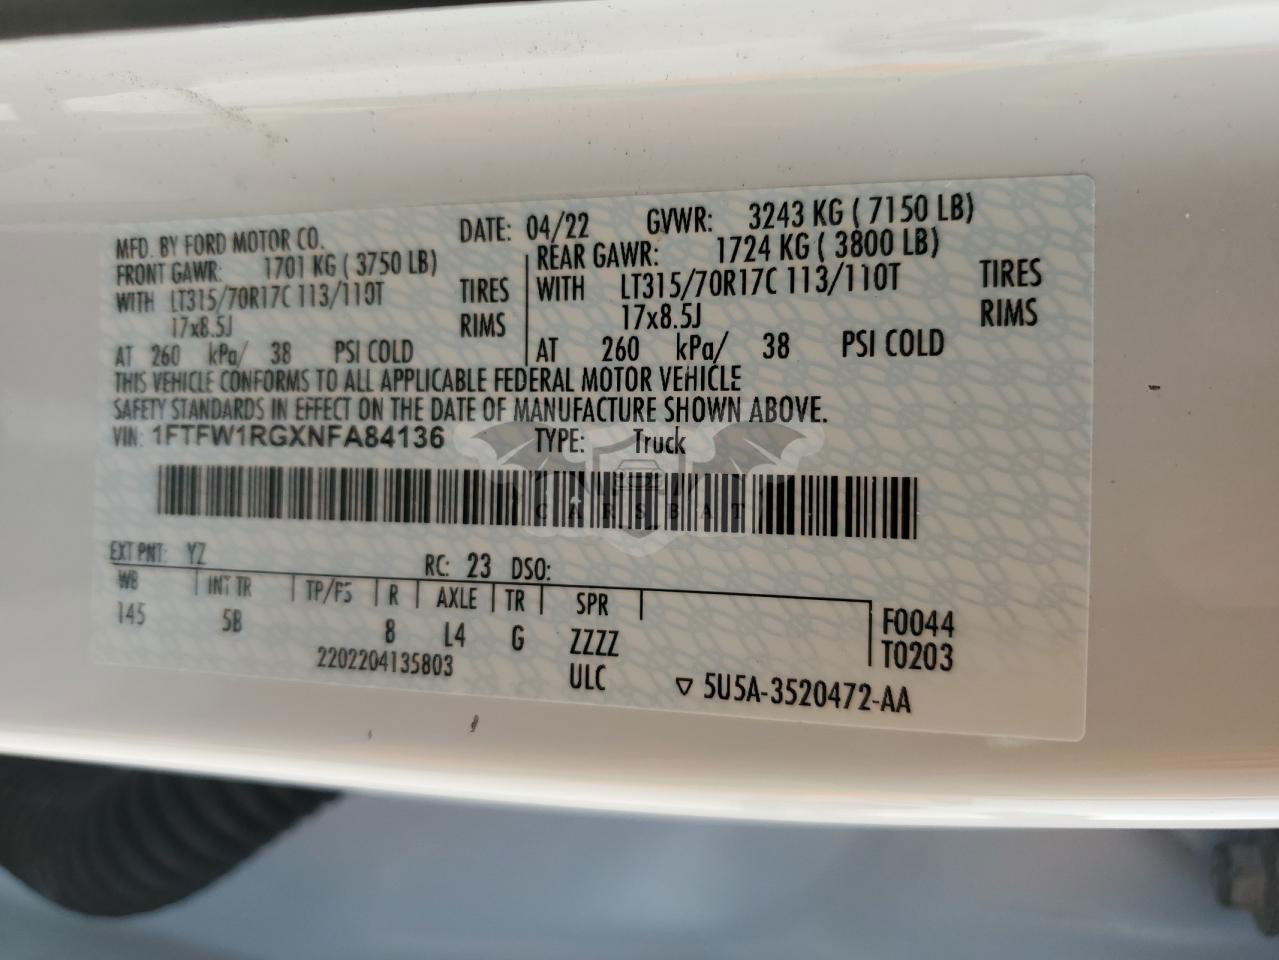 MFD. BY FORD MOTOR CO. DATE: 04/22 GVWR: 3243 KG ( 7150 LB)
FRONT GAWR: 1701 KG ( 3750 LB) REAR GAWR: 1724 KG ( 3800 LB)
WITH LT315/70R17C 113/110T TIRES WITH LT315/70R17C 113/110T TIRES
17x8.5J RIMS 17x8.5J RIMS
AT 260 kPa/ 38 PSI COLD AT 260 kPa/ 38 PSI COLD
THIS VEHICLE CONFORMS TO ALL APPLICABLE FEDERAL MOTOR VEHICLE
SAFETY STANDARDS IN EFFECT ON THE DATE OF MANUFACTURE SHOWN ABOVE.
VIN: 1FTFW1RGXNFA84136 TYPE: Truck
CARSBAT
EXT PNT: YZ RC: 23 DSO:
WB INT TR TP/PS R AXLE TR SPR
145 5B 8 L4 G ZZZZ F0044
T0203
2202204135803 ULC ▽ 5U5A-3520472-AA